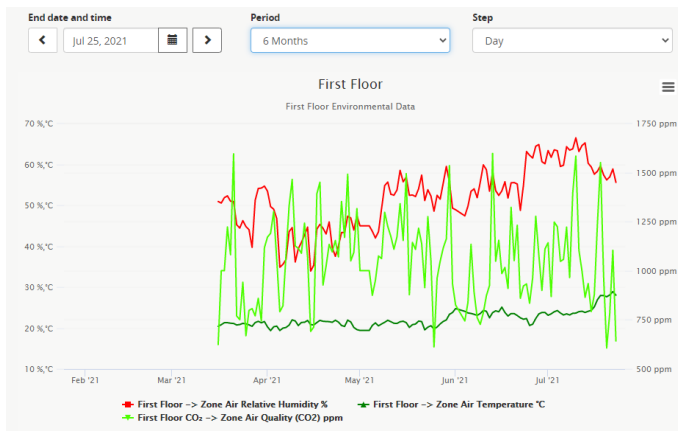 End date and time Period Step
Jul 25, 2021 6 Months Day
First Floor
First Floor Environmental Data
70 %,°C 1750 ppm
60 %,°C 1500 ppm
50 %,°C 1250 ppm
40 %,°C 1000 ppm
30 %,°C
20 %,°C 750 ppm
10 %,°C 500 ppm
Feb '21 Mar '21 Apr '21 May '21 Jun '21 Jul '21
First Floor -> Zone Air Relative Humidity % First Floor -> Zone Air Temperature °C
First Floor CO₂ -> Zone Air Quality (CO2) ppm